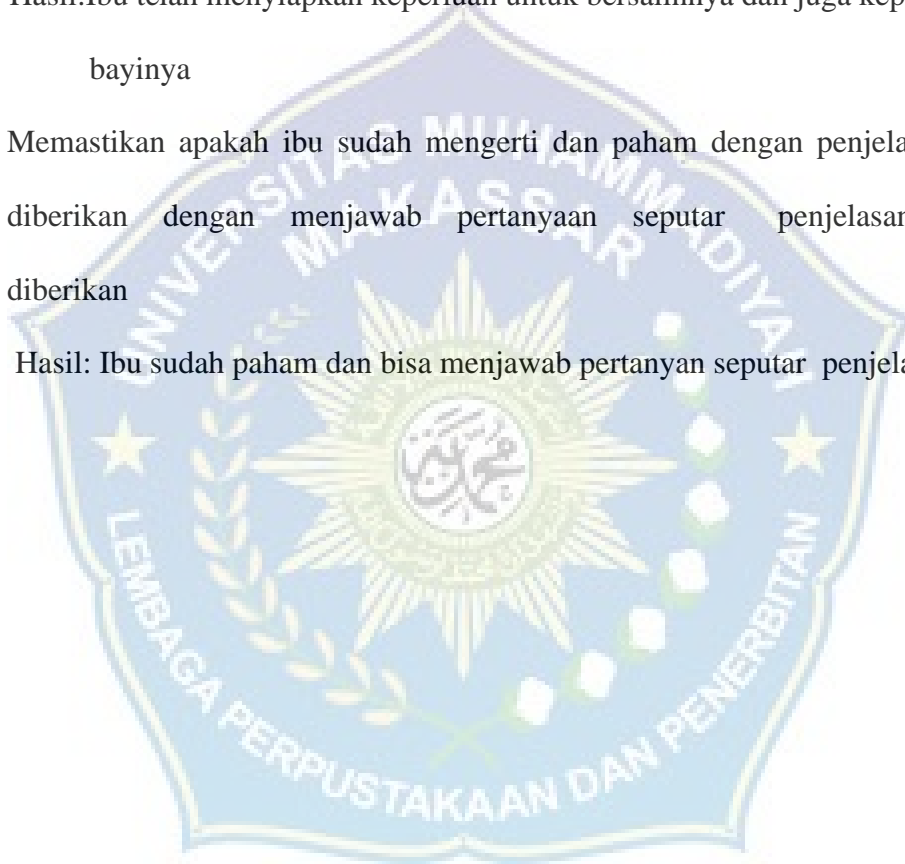 Hasil:Ibu telah menyiapkan keperluan untuk bersalinnya dan juga kep
bayinya
Memastikan apakah ibu sudah mengerti dan paham dengan penjela
diberikan dengan menjawab pertanyaan seputar penjelasan
diberikan
Hasil: Ibu sudah paham dan bisa menjawab pertanyan seputar penjela
UNIVERSITAS MUHAMMADIYAH
MAKASSAR
LEMBAGA PERPUSTAKAAN DAN PENERBITAN